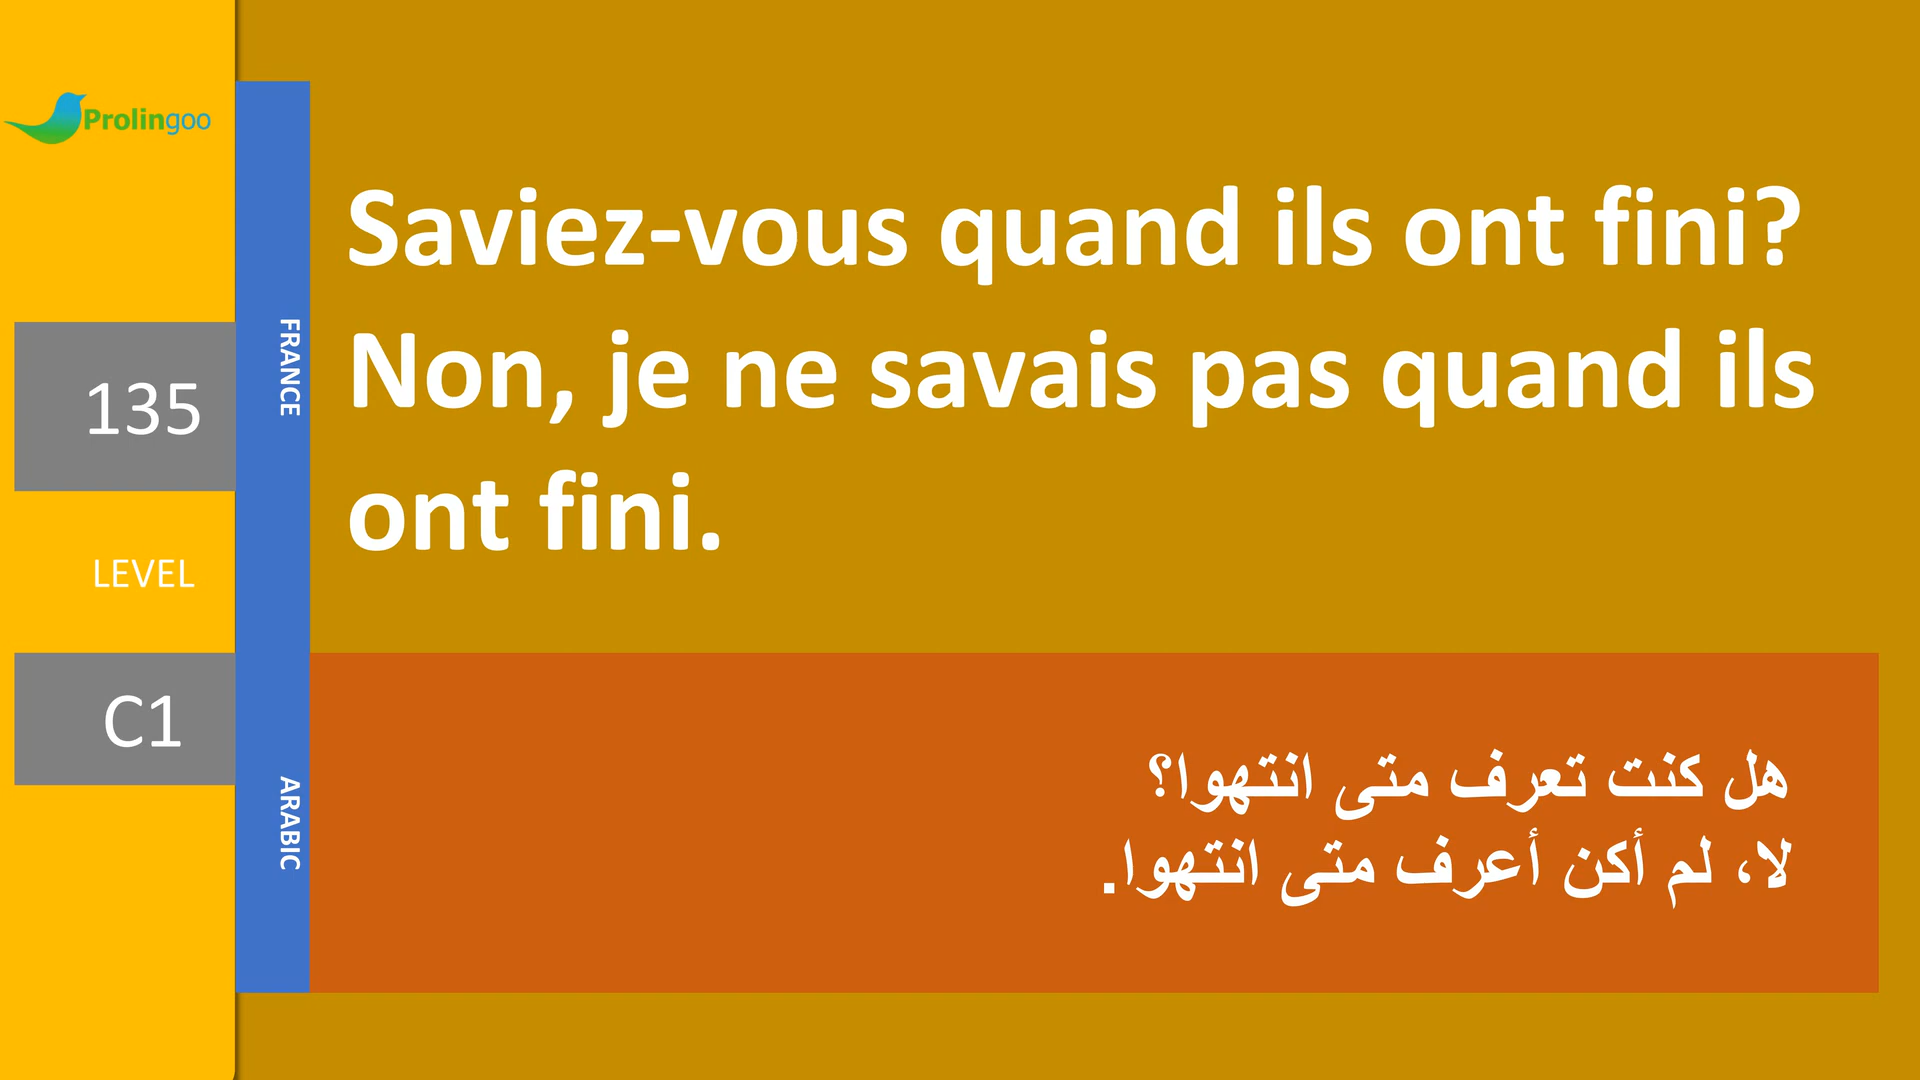 Prolingoo
135
LEVEL
C1
FRANCE
ARABIC
Saviez-vous quand ils ont fini?
Non, je ne savais pas quand ils
ont fini.
هل كنت تعرف متى انتهوا؟
لا، لم أكن أعرف متى انتهوا.